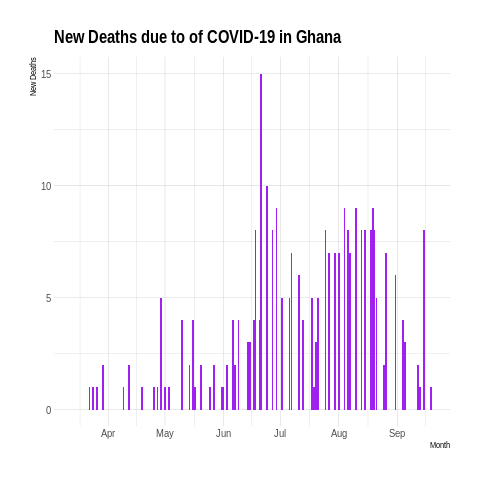 New Deaths due to of COVID-19 in Ghana
New Deaths
15
10
5
0
Apr May Jun Jul Aug Sep
Month